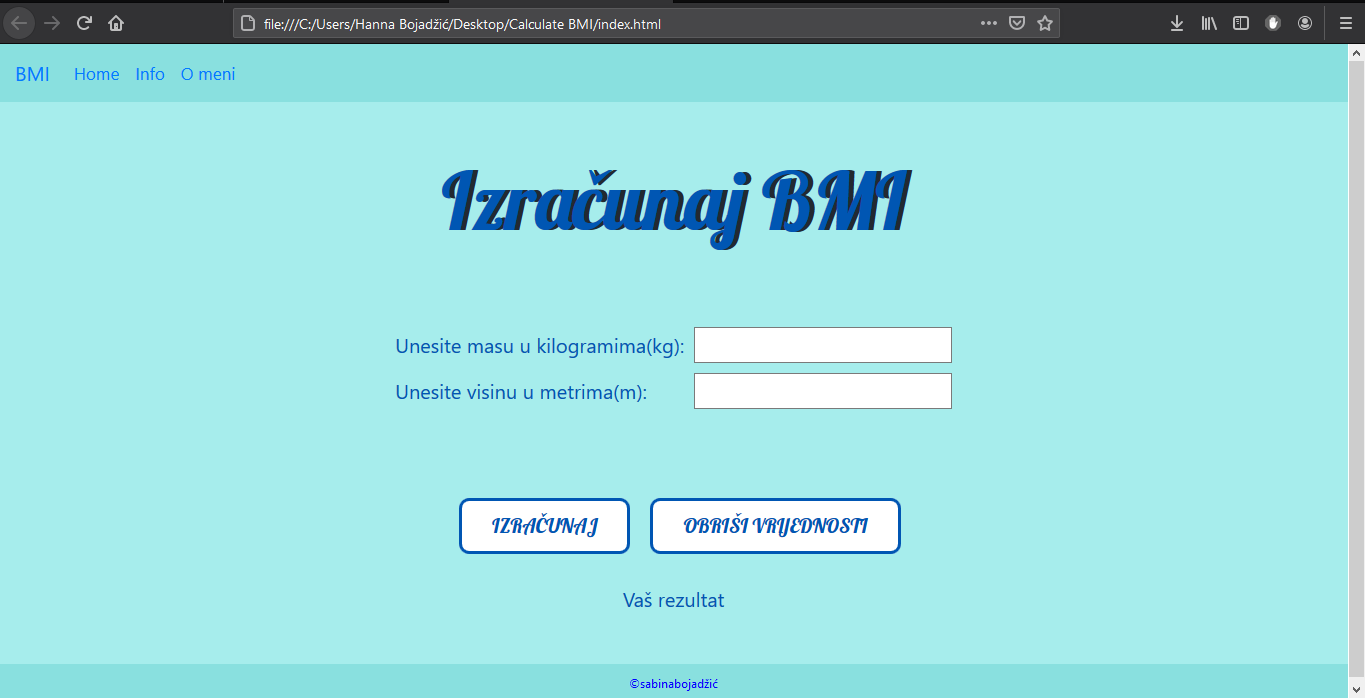 file:///C:/Users/Hanna Bojadžić/Desktop/Calculate BMI/index.html
BMI Home Info O meni
Izračunaj BMI
Unesite masu u kilogramima(kg):
Unesite visinu u metrima(m):
IZRAČUNAJ OBRIŠI VRIJEDNOSTI
Vaš rezultat
©sabinabojadžić